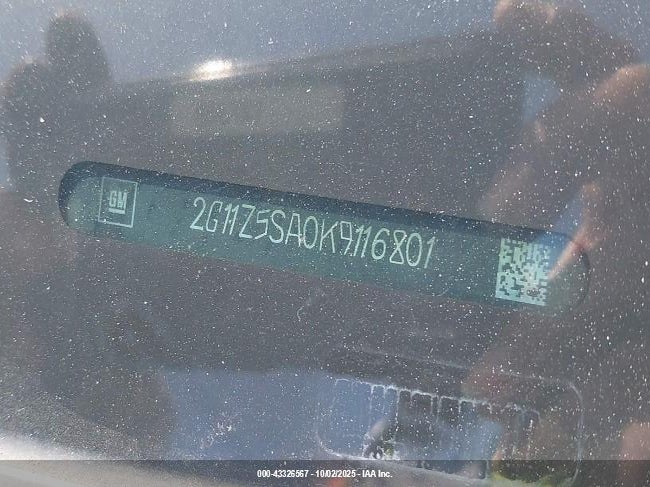 GM
2G11Z5SA0K9116801
000-43326567 - 10/02/2025 - IAA Inc.